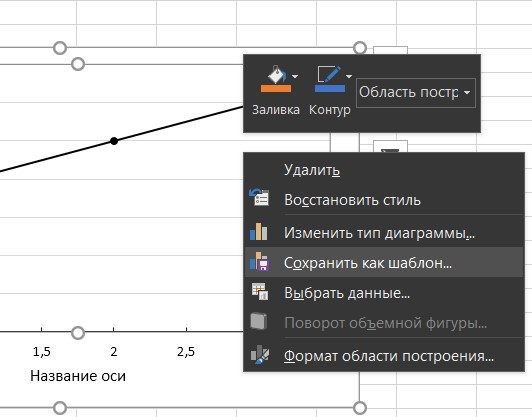 Заливка
Контур
Область постр
Удалить
Восстановить стиль
Изменить тип диаграммы...
Сохранить как шаблон...
Выбрать данные...
Поворот объемной фигуры...
Формат области построения...
1,5
2
2,5
Название оси